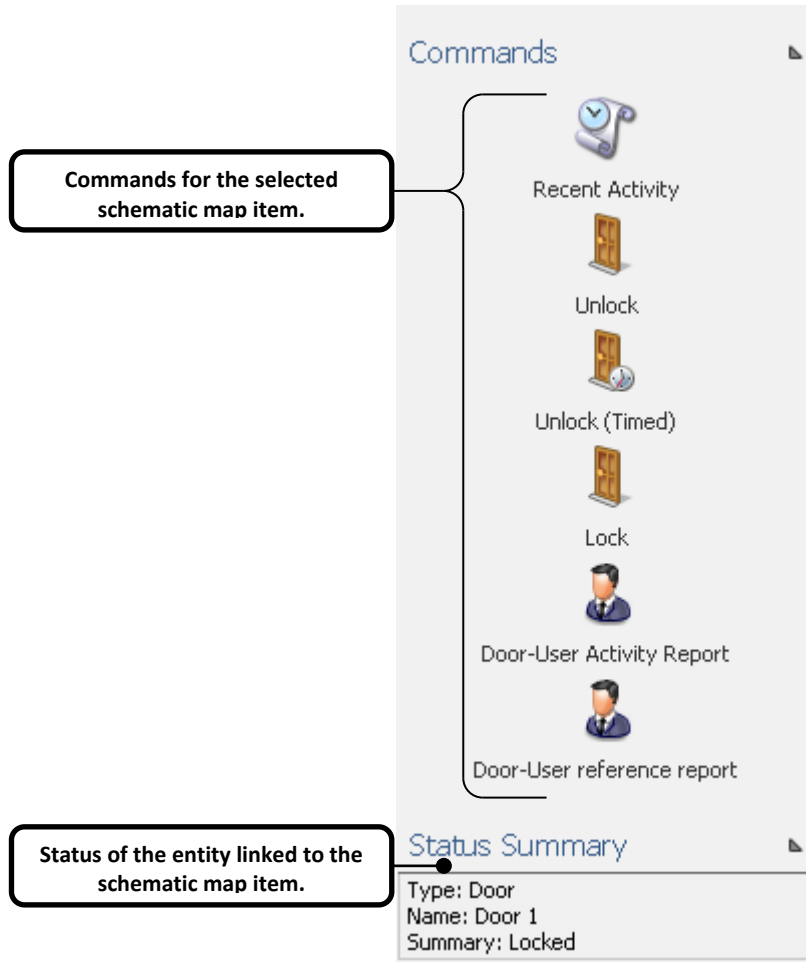 Commands
Commands for the selected
schematic map item.
Recent Activity
Unlock
Unlock (Timed)
Lock
Door-User Activity Report
Door-User reference report
Status of the entity linked to the
schematic map item.
Status Summary
Type: Door
Name: Door 1
Summary: Locked